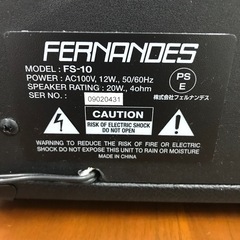 FERNANDES
MODEL: FS-10
POWER: AC100V, 12W., 50/60Hz
SPEAKER RATING : 20W., 4ohm
SER NO. : 09020431
PS
E
株式会社フェルナンデス
CAUTION
RISK OF ELECTRIC SHOCK
DO NOT OPEN
WARNING: TO REDUCE THE RISK OF FIRE OR ELECTRIC SHOCK
DO NOT EXPOSE THIS APPLIANCE TO RAIN OR MOISTURE.
MADE IN CHINA